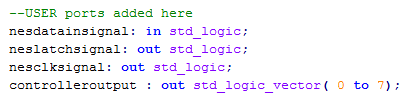 --USER ports added here
nesdatainsignal: in std_logic;
neslatchsignal: out std_logic;
nesclksignal: out std_logic;
controlleroutput : out std_logic_vector( 0 to 7);